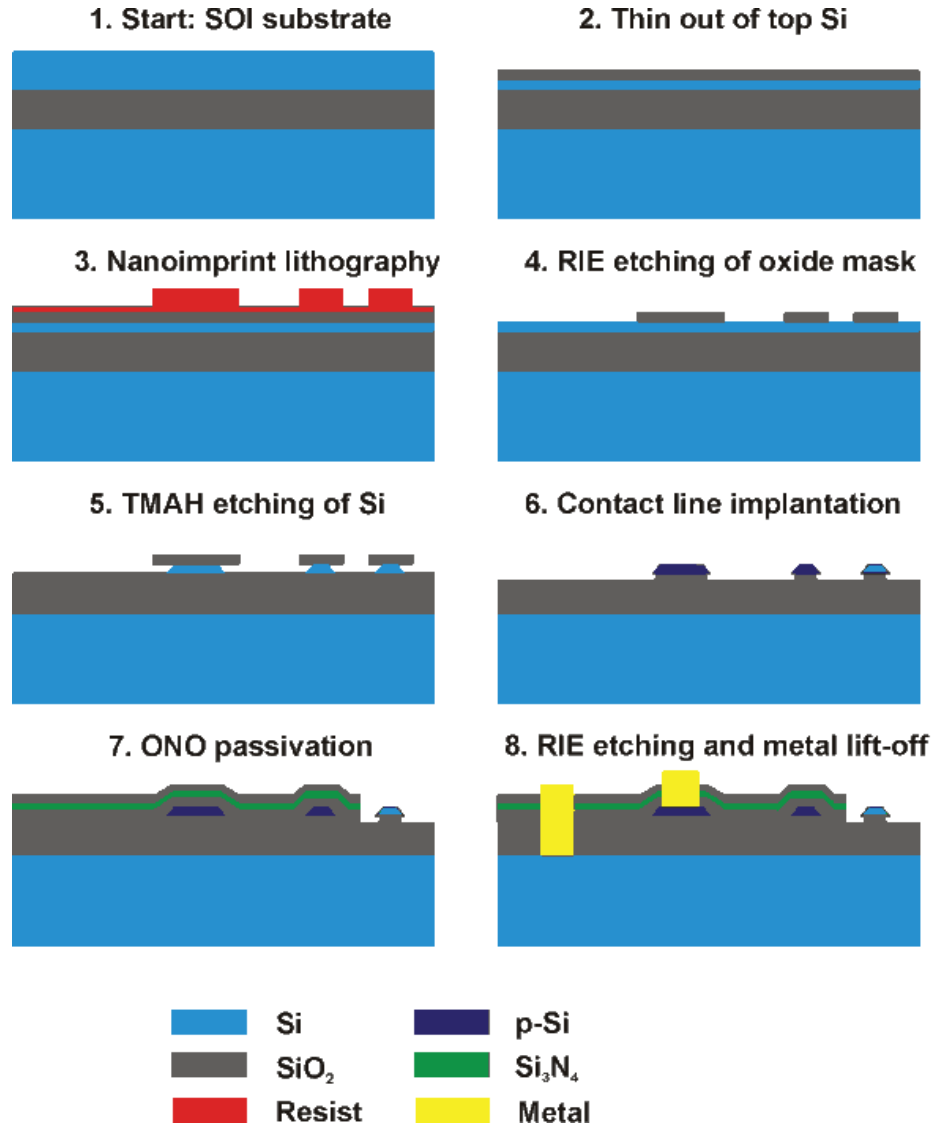 1. Start: SOI substrate
2. Thin out of top Si
3. Nanoimprint lithography
4. RIE etching of oxide mask
5. TMAH etching of Si
6. Contact line implantation
7. ONO passivation
8. RIE etching and metal lift-off
Si
p-Si
SiO₂
Si₃N₄
Resist
Metal